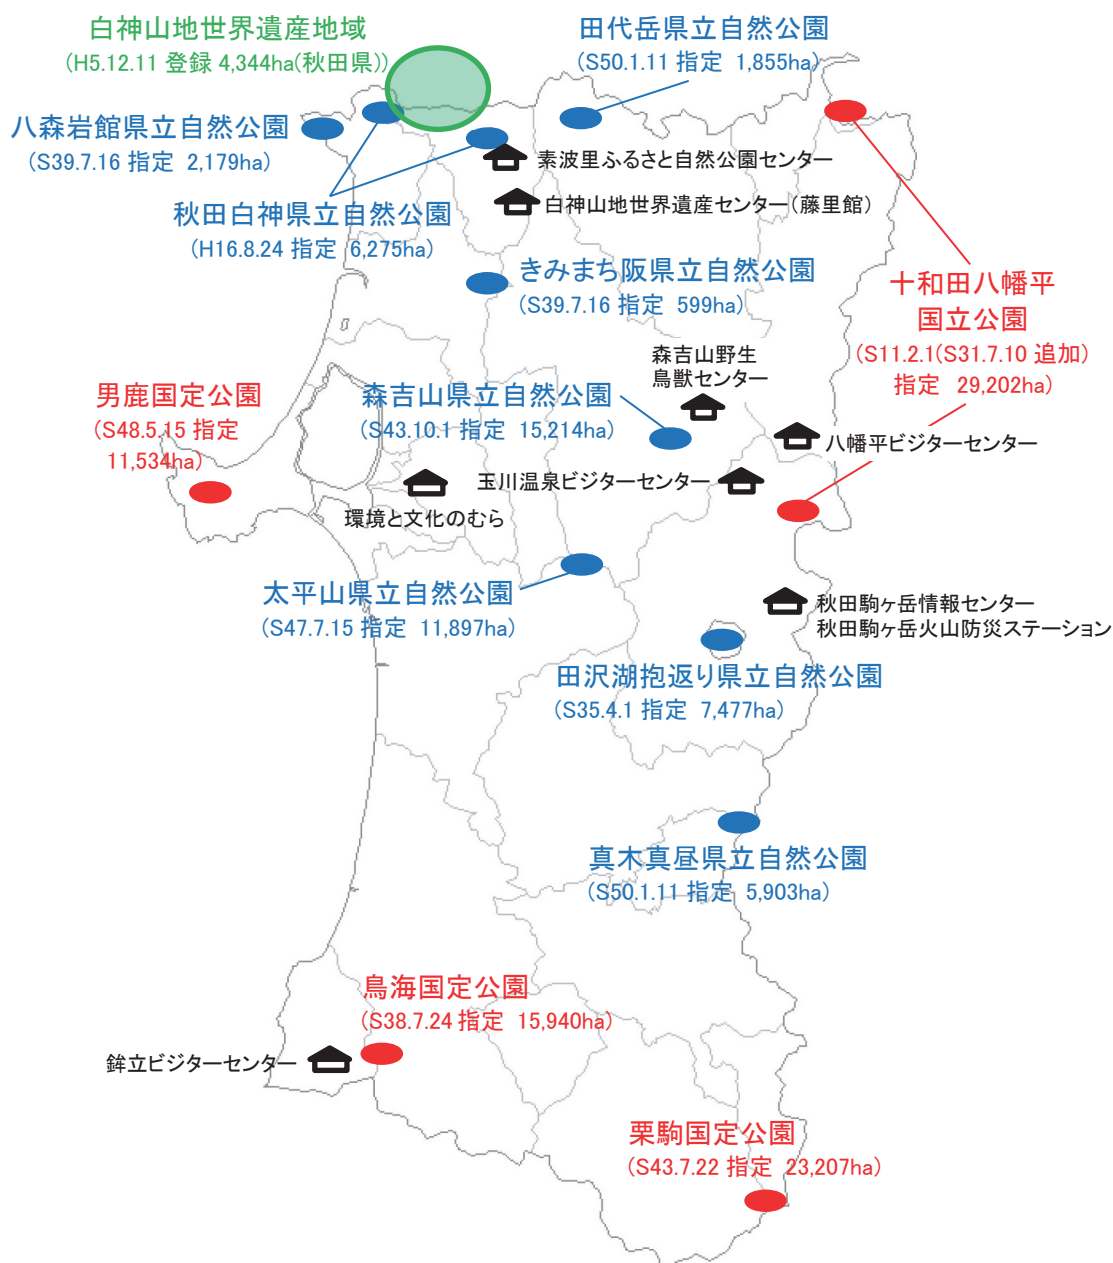 白神山地世界遺産地域
(H5.12.11 登録 4,344ha(秋田県))
田代岳県立自然公園
(S50.1.11 指定 1,855ha)
八森岩館県立自然公園
(S39.7.16 指定 2,179ha)
素波里ふるさと自然公園センター
白神山地世界遺産センター(藤里館)
秋田白神県立自然公園
(H16.8.24 指定 6,275ha)
きみまち阪県立自然公園
(S39.7.16 指定 599ha)
十和田八幡平
国立公園
(S11.2.1(S31.7.10 追加)
指定 29,202ha)
森吉山野生
鳥獣センター
男鹿国定公園
(S48.5.15 指定
11,534ha)
森吉山県立自然公園
(S43.10.1 指定 15,214ha)
八幡平ビジターセンター
玉川温泉ビジターセンター
環境と文化のむら
太平山県立自然公園
(S47.7.15 指定 11,897ha)
秋田駒ヶ岳情報センター
秋田駒ヶ岳火山防災ステーション
田沢湖抱返り県立自然公園
(S35.4.1 指定 7,477ha)
真木真昼県立自然公園
(S50.1.11 指定 5,903ha)
鳥海国定公園
(S38.7.24 指定 15,940ha)
鉾立ビジターセンター
栗駒国定公園
(S43.7.22 指定 23,207ha)